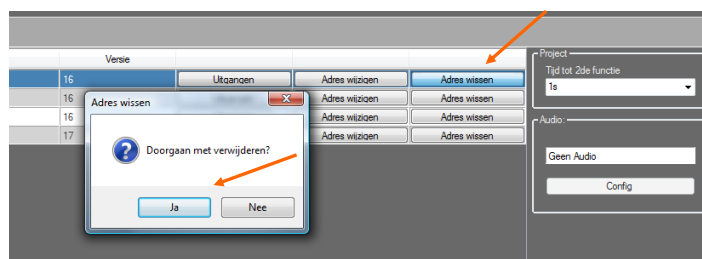 Versie
16 Uitgangen Adres wijzigen Adres wissen
16 Adres wijzigen Adres wissen
16 Adres wijzigen Adres wissen
17 Adres wijzigen Adres wissen
Adres wissen
Doorgaan met verwijderen?
Ja Nee
Project
Tijd tot 2de functie
1s
Audio:
Geen Audio
Config